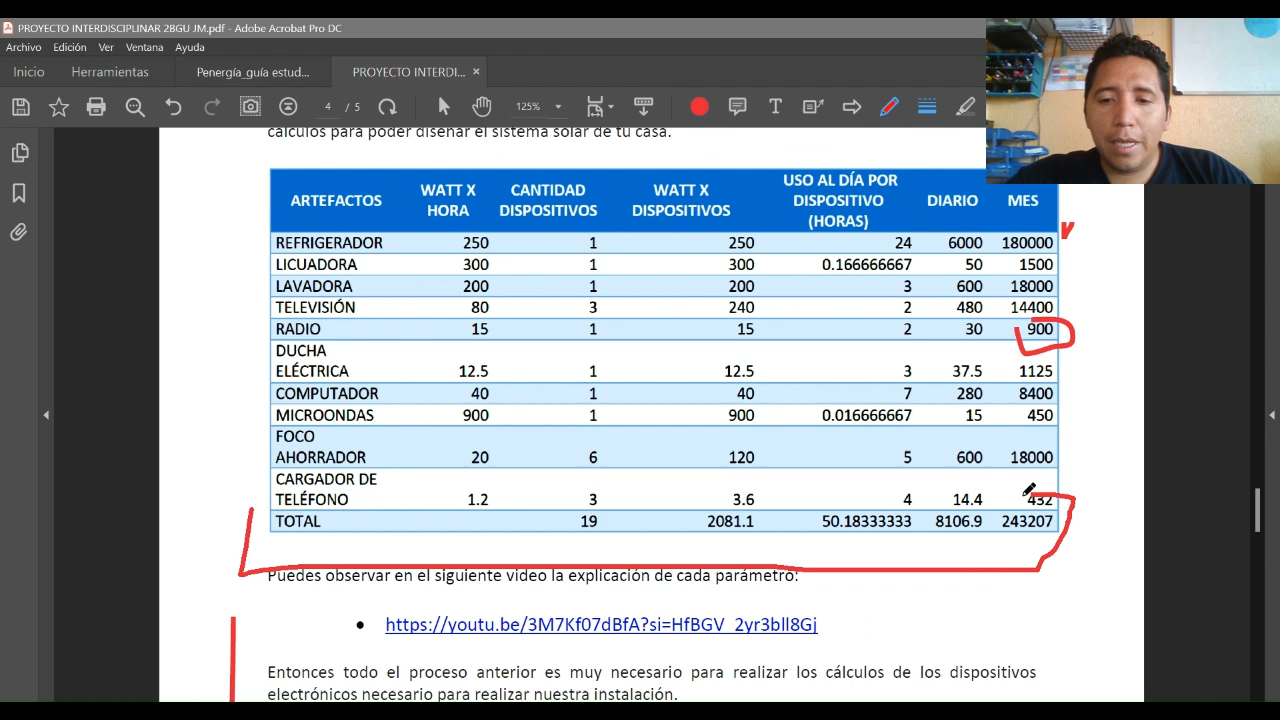 PROYECTO INTERDISCIPLINAR 2BGU JM.pdf - Adobe Acrobat Pro DC
Archivo Edición Ver Ventana Ayuda
Inicio Herramientas Penergía_guía estud... PROYECTO INTERDI... ×
4 / 5 125%
cálculos para poder diseñar el sistema solar de tu casa.
ARTEFACTOS WATT X HORA CANTIDAD DISPOSITIVOS WATT X DISPOSITIVOS USO AL DÍA POR DISPOSITIVO (HORAS) DIARIO MES
REFRIGERADOR 250 1 250 24 6000 180000
LICUADORA 300 1 300 0.166666667 50 1500
LAVADORA 200 1 200 3 600 18000
TELEVISIÓN 80 3 240 2 480 14400
RADIO 15 1 15 2 30 900
DUCHA
ELÉCTRICA 12.5 1 12.5 3 37.5 1125
COMPUTADOR 40 1 40 7 280 8400
MICROONDAS 900 1 900 0.016666667 15 450
FOCO
AHORRADOR 20 6 120 5 600 18000
CARGADOR DE
TELÉFONO 1.2 3 3.6 4 14.4 432
TOTAL 19 2081.1 50.18333333 8106.9 243207
Puedes observar en el siguiente video la explicación de cada parámetro:
• https://youtu.be/3M7Kf07dBfA?si=HfBGV_2yr3bll8Gj
Entonces todo el proceso anterior es muy necesario para realizar los cálculos de los dispositivos
electrónicos necesario para realizar nuestra instalación.